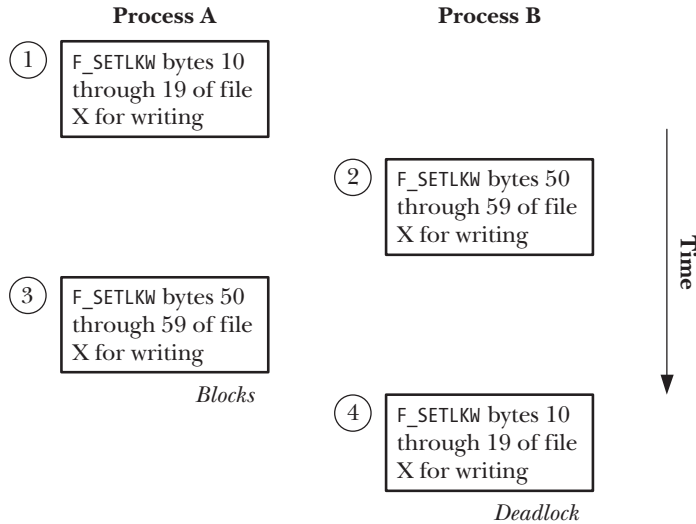 Process A
Process B
1
F_SETLKW bytes 10
through 19 of file
X for writing
2
F_SETLKW bytes 50
through 59 of file
X for writing
Time
3
F_SETLKW bytes 50
through 59 of file
X for writing
Blocks
4
F_SETLKW bytes 10
through 19 of file
X for writing
Deadlock